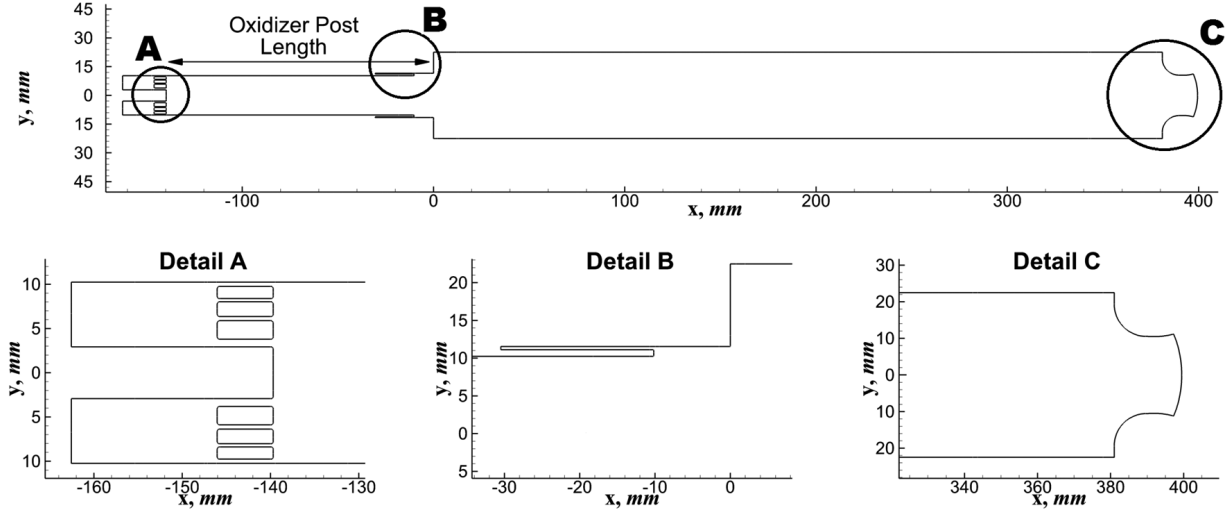 45
30
15
0
15
30
45
y, mm
A
Oxidizer Post
Length
B
C
-100
0
100
200
300
400
x, mm
Detail A
10
5
0
5
10
y, mm
-160
-150
-140
-130
x, mm
Detail B
20
15
10
5
0
5
y, mm
-30
-20
-10
0
x, mm
Detail C
30
20
10
0
10
20
y, mm
340
360
380
400
x, mm